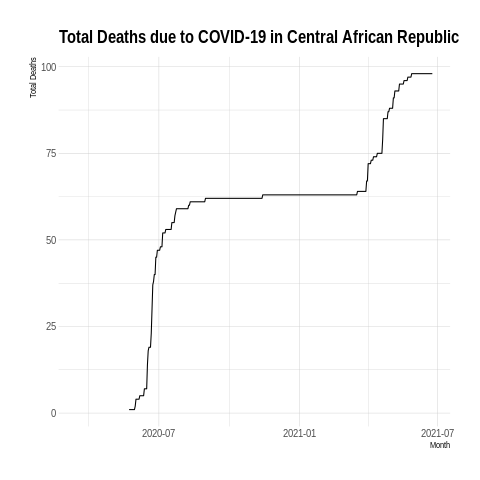 Total Deaths due to COVID-19 in Central African Republic
Total Deaths
100
75
50
25
0
2020-07
2021-01
2021-07
Month